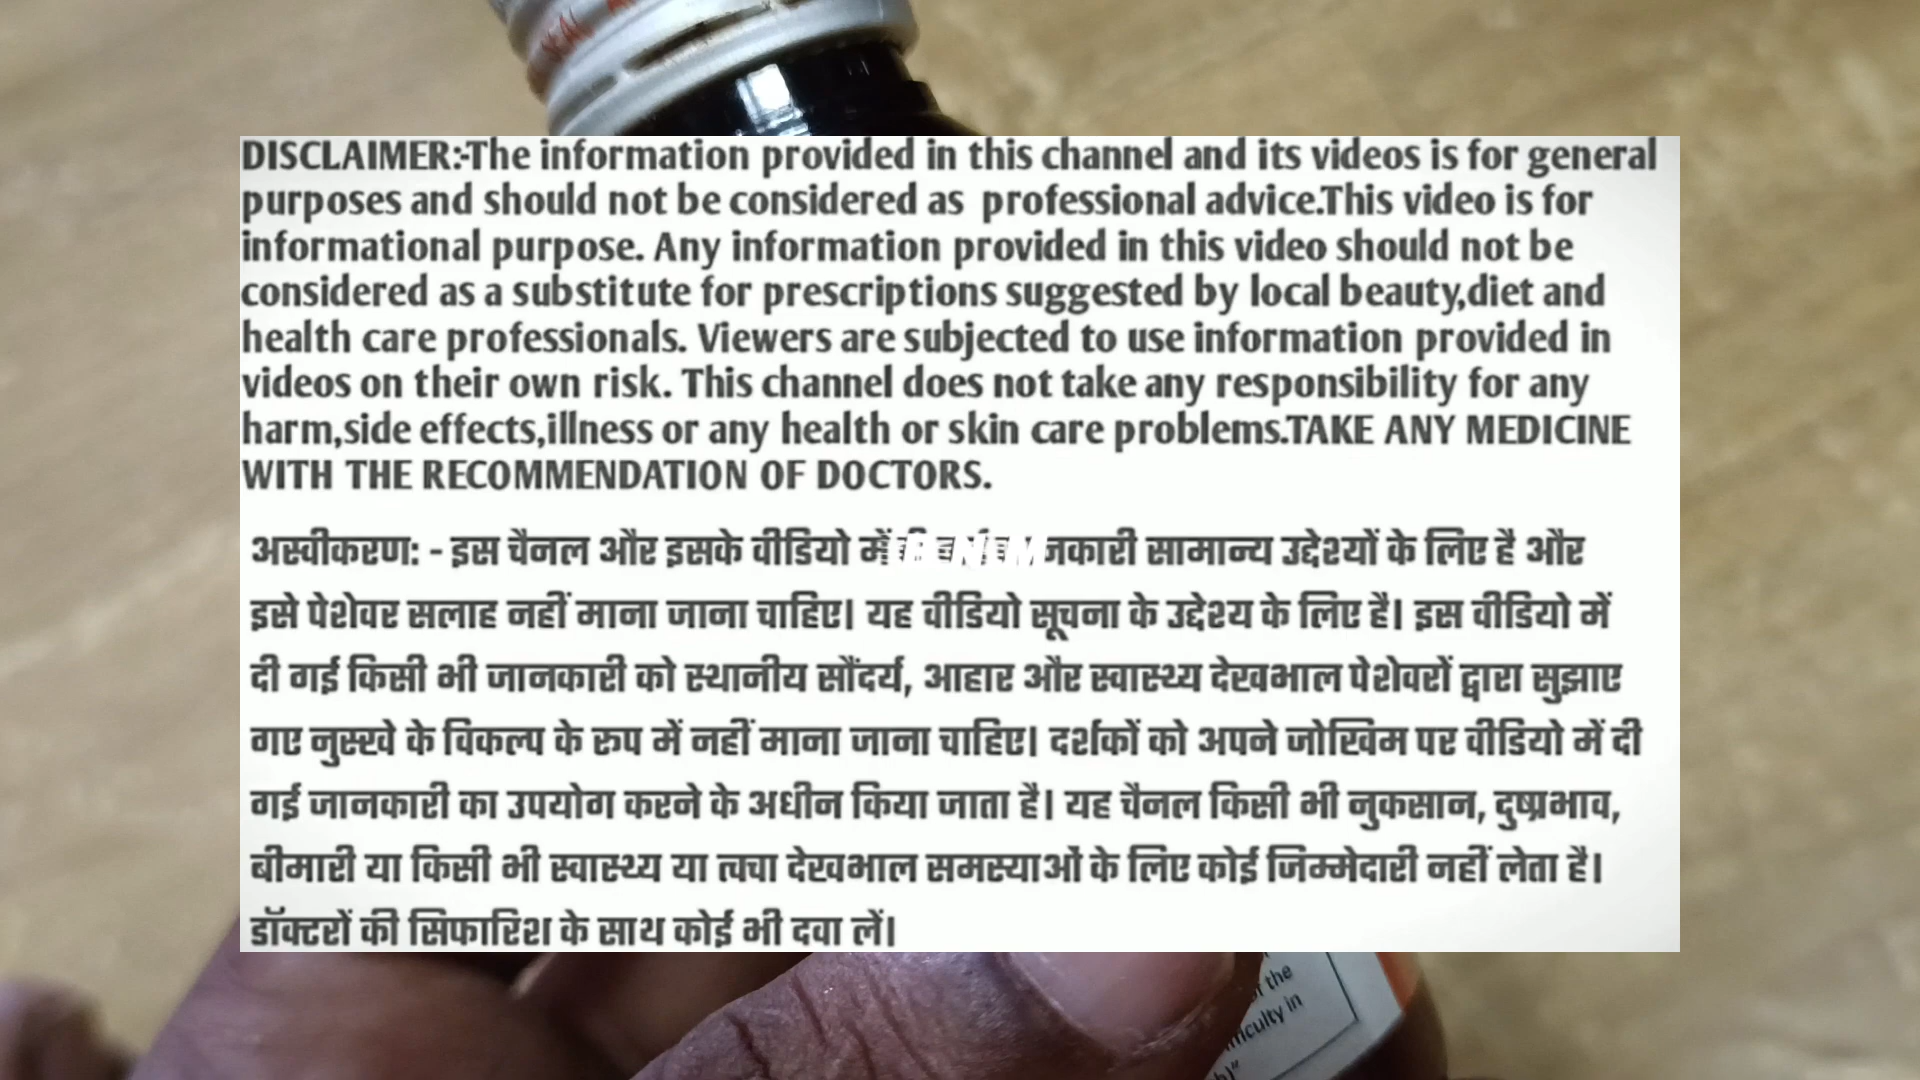 DISCLAIMER:-The information provided in this channel and its videos is for general
purposes and should not be considered as professional advice.This video is for
informational purpose. Any information provided in this video should not be
considered as a substitute for prescriptions suggested by local beauty,diet and
health care professionals. Viewers are subjected to use information provided in
videos on their own risk. This channel does not take any responsibility for any
harm,side effects,illness or any health or skin care problems.TAKE ANY MEDICINE
WITH THE RECOMMENDATION OF DOCTORS.
अस्वीकरण: - इस चैनल और इसके वीडियो में सामान्य उद्देश्यों के लिए है और
इसे पेशेवर सलाह नहीं माना जाना चाहिए। यह वीडियो सूचना के उद्देश्य के लिए है। इस वीडियो में
दी गई किसी भी जानकारी को स्थानीय सौंदर्य, आहार और स्वास्थ्य देखभाल पेशेवरों द्वारा सुझाए
गए नुस्खे के विकल्प के रूप में नहीं माना जाना चाहिए। दर्शकों को अपने जोखिम पर वीडियो में दी
गई जानकारी का उपयोग करने के अधीन किया जाता है। यह चैनल किसी भी नुकसान, दुष्प्रभाव,
बीमारी या किसी भी स्वास्थ्य या त्वचा देखभाल समस्याओं के लिए कोई जिम्मेदारी नहीं लेता है।
डॉक्टरों की सिफारिश के साथ कोई भी दवा लें।
the
in